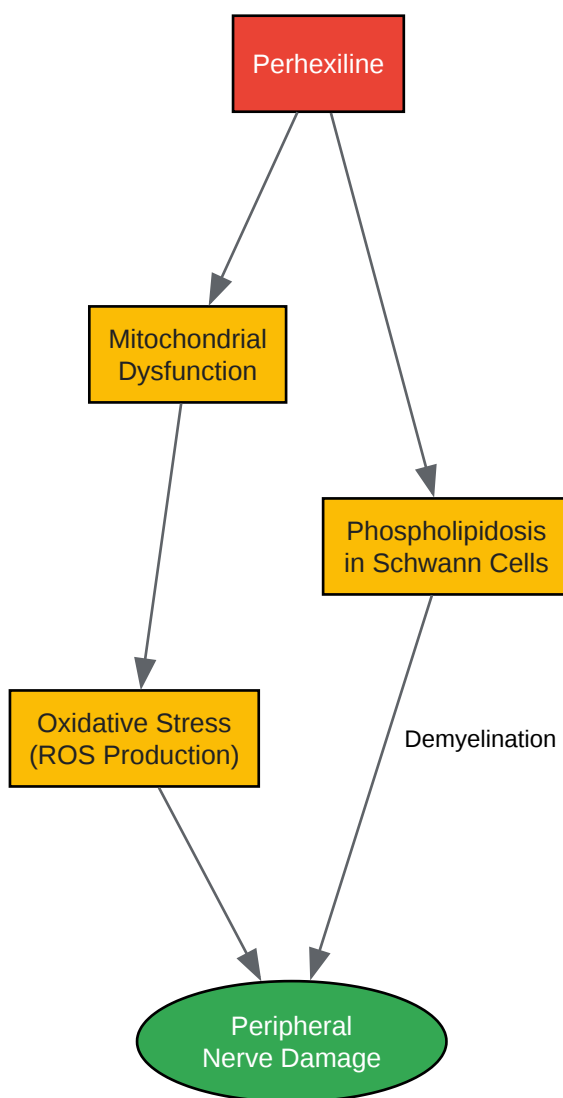 Perhexiline
Mitochondrial
Dysfunction
Phospholipidosis
in Schwann Cells
Oxidative Stress
(ROS Production)
Demyelination
Peripheral
Nerve Damage